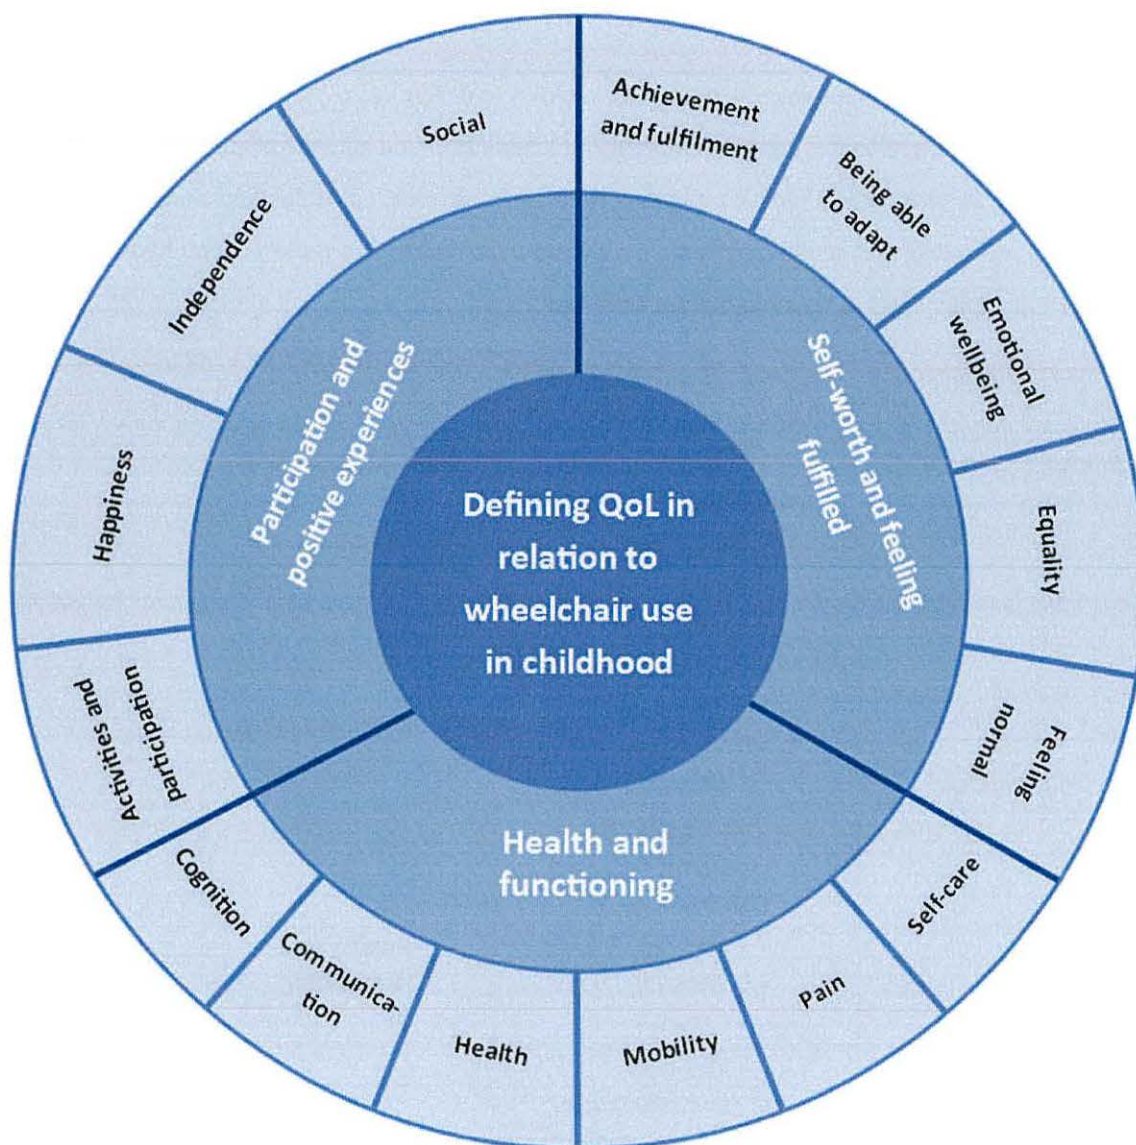 Defining QoL in
relation to
wheelchair use
in childhood
Self-worth and feeling
fulfilled
Health and
functioning
Participation and
positive experiences
Achievement
and fulfilment
Being able
to adapt
Emotional
wellbeing
Equality
Feeling
normal
Self-care
Pain
Mobility
Health
Communica-
tion
Cognition
Activities and
participation
Happiness
Independence
Social